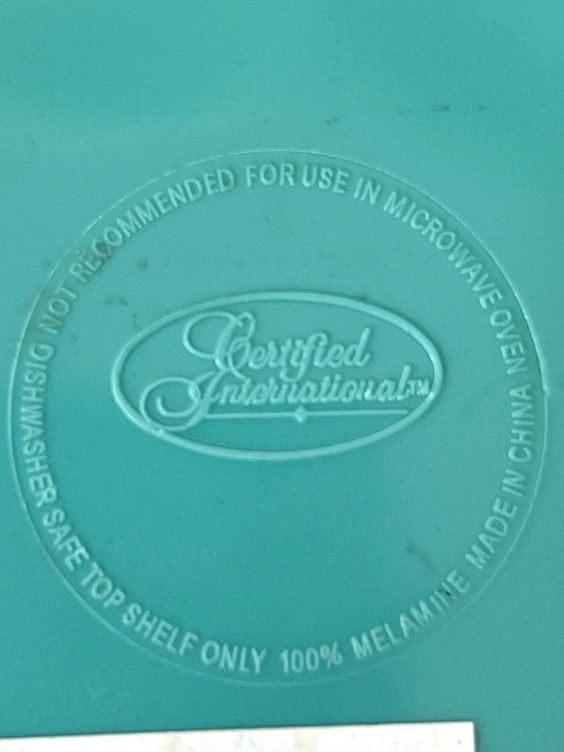 NOT RECOMMENDED FOR USE IN MICROWAVE OVEN
DISHWASHER SAFE TOP SHELF ONLY 100% MELAMINE MADE IN CHINA
Certified
International™